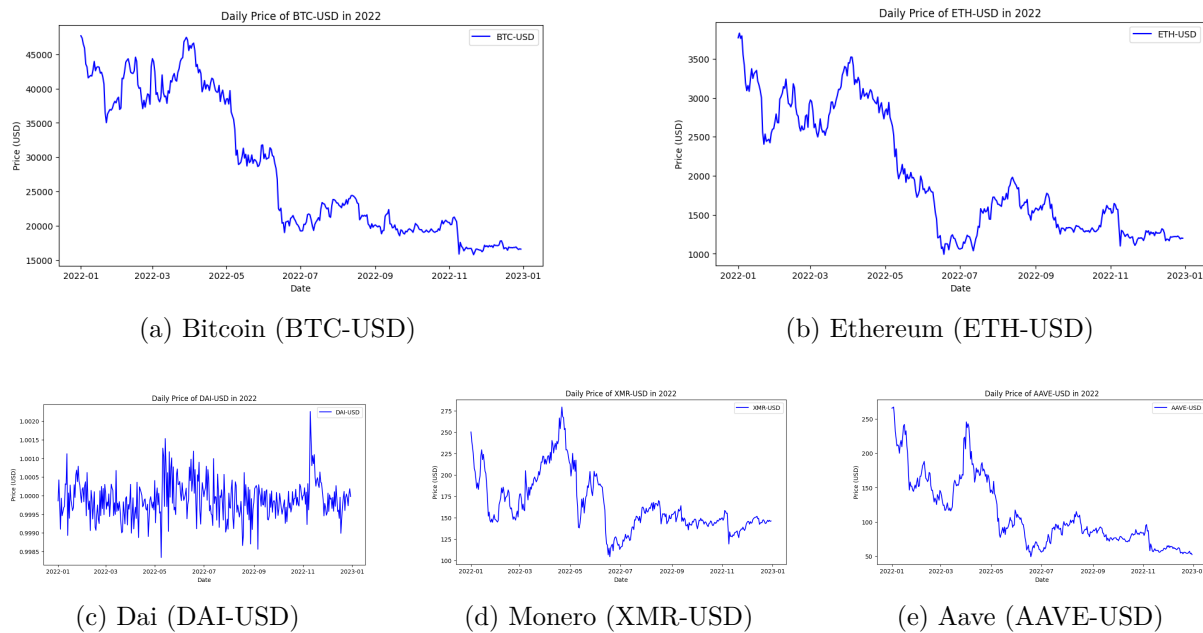 Daily Price of BTC-USD in 2022
BTC-USD
45000
40000
35000
30000
25000
20000
15000
Price (USD)
2022-01 2022-03 2022-05 2022-07 2022-09 2022-11 2023-01
Date
(a) Bitcoin (BTC-USD)
Daily Price of ETH-USD in 2022
ETH-USD
3500
3000
2500
2000
1500
1000
Price (USD)
2022-01 2022-03 2022-05 2022-07 2022-09 2022-11 2023-01
Date
(b) Ethereum (ETH-USD)
Daily Price of DAI-USD in 2022
DAI-USD
1.0020
1.0015
1.0010
1.0005
1.0000
0.9995
0.9990
0.9985
Price (USD)
2022-01 2022-03 2022-05 2022-07 2022-09 2022-11 2023-01
Date
(c) Dai (DAI-USD)
Daily Price of XMR-USD in 2022
XMR-USD
275
250
225
200
175
150
125
100
Price (USD)
2022-01 2022-03 2022-05 2022-07 2022-09 2022-11 2023-01
Date
(d) Monero (XMR-USD)
Daily Price of AAVE-USD in 2022
AAVE-USD
250
200
150
100
50
Price (USD)
2022-01 2022-03 2022-05 2022-07 2022-09 2022-11 2023-01
Date
(e) Aave (AAVE-USD)